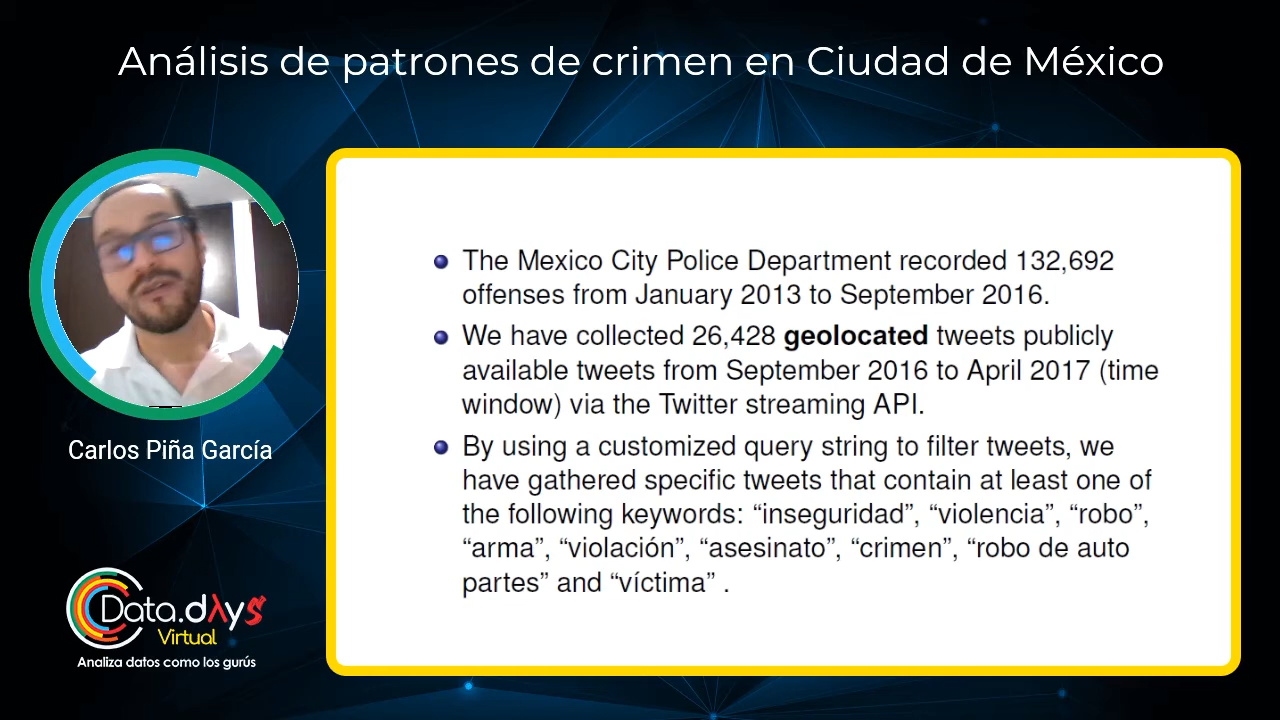 Análisis de patrones de crimen en Ciudad de México
The Mexico City Police Department recorded 132,692
offenses from January 2013 to September 2016.
We have collected 26,428 geolocated tweets publicly
available tweets from September 2016 to April 2017 (time
window) via the Twitter streaming API.
By using a customized query string to filter tweets, we
have gathered specific tweets that contain at least one of
the following keywords: “inseguridad”, “violencia”, “robo”,
“arma”, “violación”, “asesinato”, “crimen”, “robo de auto
partes” and “víctima” .
Carlos Piña García
Data.dλys
Virtual
Analiza datos como los gurús